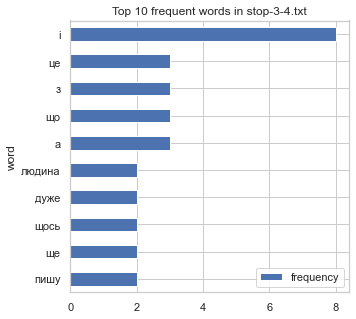 Top 10 frequent words in stop-3-4.txt
і
це
з
що
а
людина
дуже
щось
ще
пишу
word
frequency
0 2 4 6 8